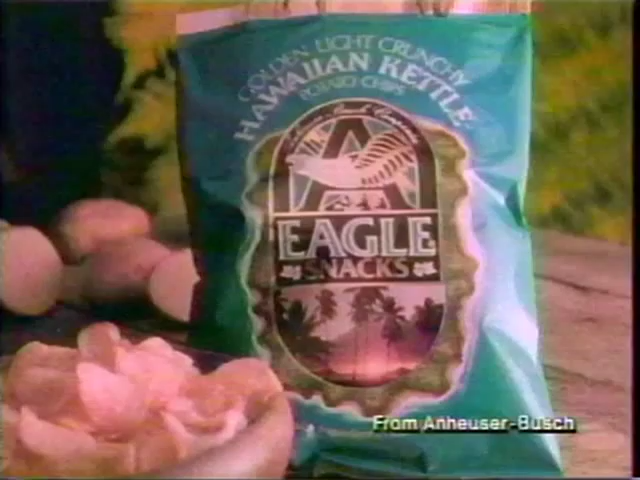 GOLDEN LIGHT CRUNCHY
HAWAIIAN KETTLE
POTATO CHIPS
EAGLE
SNACKS
From Anheuser-Busch